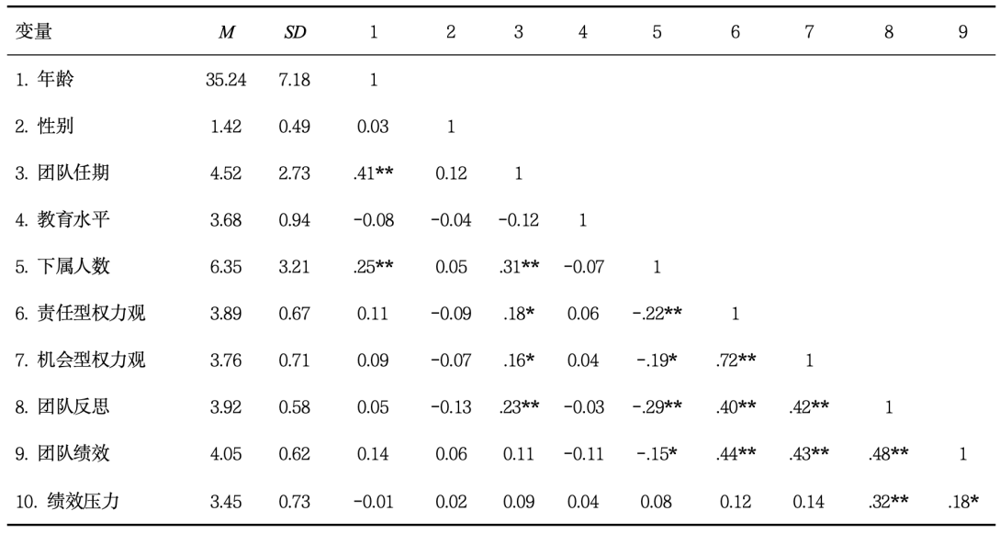 变量 M SD 1 2 3 4 5 6 7 8 9
1. 年龄 35.24 7.18 1
2. 性别 1.42 0.49 0.03 1
3. 团队任期 4.52 2.73 .41** 0.12 1
4. 教育水平 3.68 0.94 -0.08 -0.04 -0.12 1
5. 下属人数 6.35 3.21 .25** 0.05 .31** -0.07 1
6. 责任型权力观 3.89 0.67 0.11 -0.09 .18* 0.06 -.22** 1
7. 机会型权力观 3.76 0.71 0.09 -0.07 .16* 0.04 -.19* .72** 1
8. 团队反思 3.92 0.58 0.05 -0.13 .23** -0.03 -.29** .40** .42** 1
9. 团队绩效 4.05 0.62 0.14 0.06 0.11 -0.11 -.15* .44** .43** .48** 1
10. 绩效压力 3.45 0.73 -0.01 0.02 0.09 0.04 0.08 0.12 0.14 .32** .18*